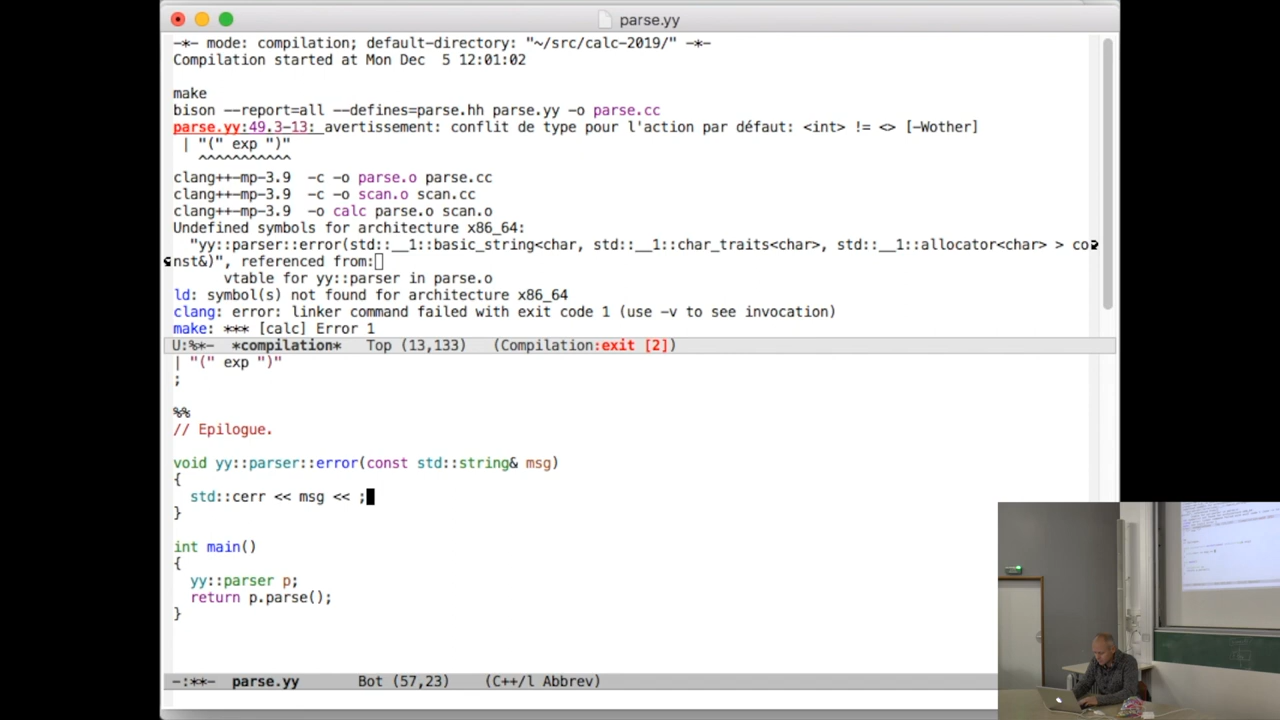 parse.yy
-*- mode: compilation; default-directory: "~/src/calc-2019/" -*-
Compilation started at Mon Dec  5 12:01:02
make
bison --report=all --defines=parse.hh parse.yy -o parse.cc
parse.yy:49.3-13: avertissement: conflit de type pour l'action par défaut: <int> != <> [-Wother]
 | "(" exp ")"
   ^^^^^^^^^^^
clang++-mp-3.9  -c -o parse.o parse.cc
clang++-mp-3.9  -c -o scan.o scan.cc
clang++-mp-3.9  -o calc parse.o scan.o
Undefined symbols for architecture x86_64:
  "yy::parser::error(std::__1::basic_string<char, std::__1::char_traits<char>, std::__1::allocator<char> > co
nst&)", referenced from:
      vtable for yy::parser in parse.o
ld: symbol(s) not found for architecture x86_64
clang: error: linker command failed with exit code 1 (use -v to see invocation)
make: *** [calc] Error 1
U:%*-  *compilation*   Top (13,133)   (Compilation:exit [2])
| "(" exp ")"
;
%%
// Epilogue.
void yy::parser::error(const std::string& msg)
{
  std::cerr << msg << ;
}
int main()
{
  yy::parser p;
  return p.parse();
}
-:**-  parse.yy       Bot (57,23)   (C++/l Abbrev)